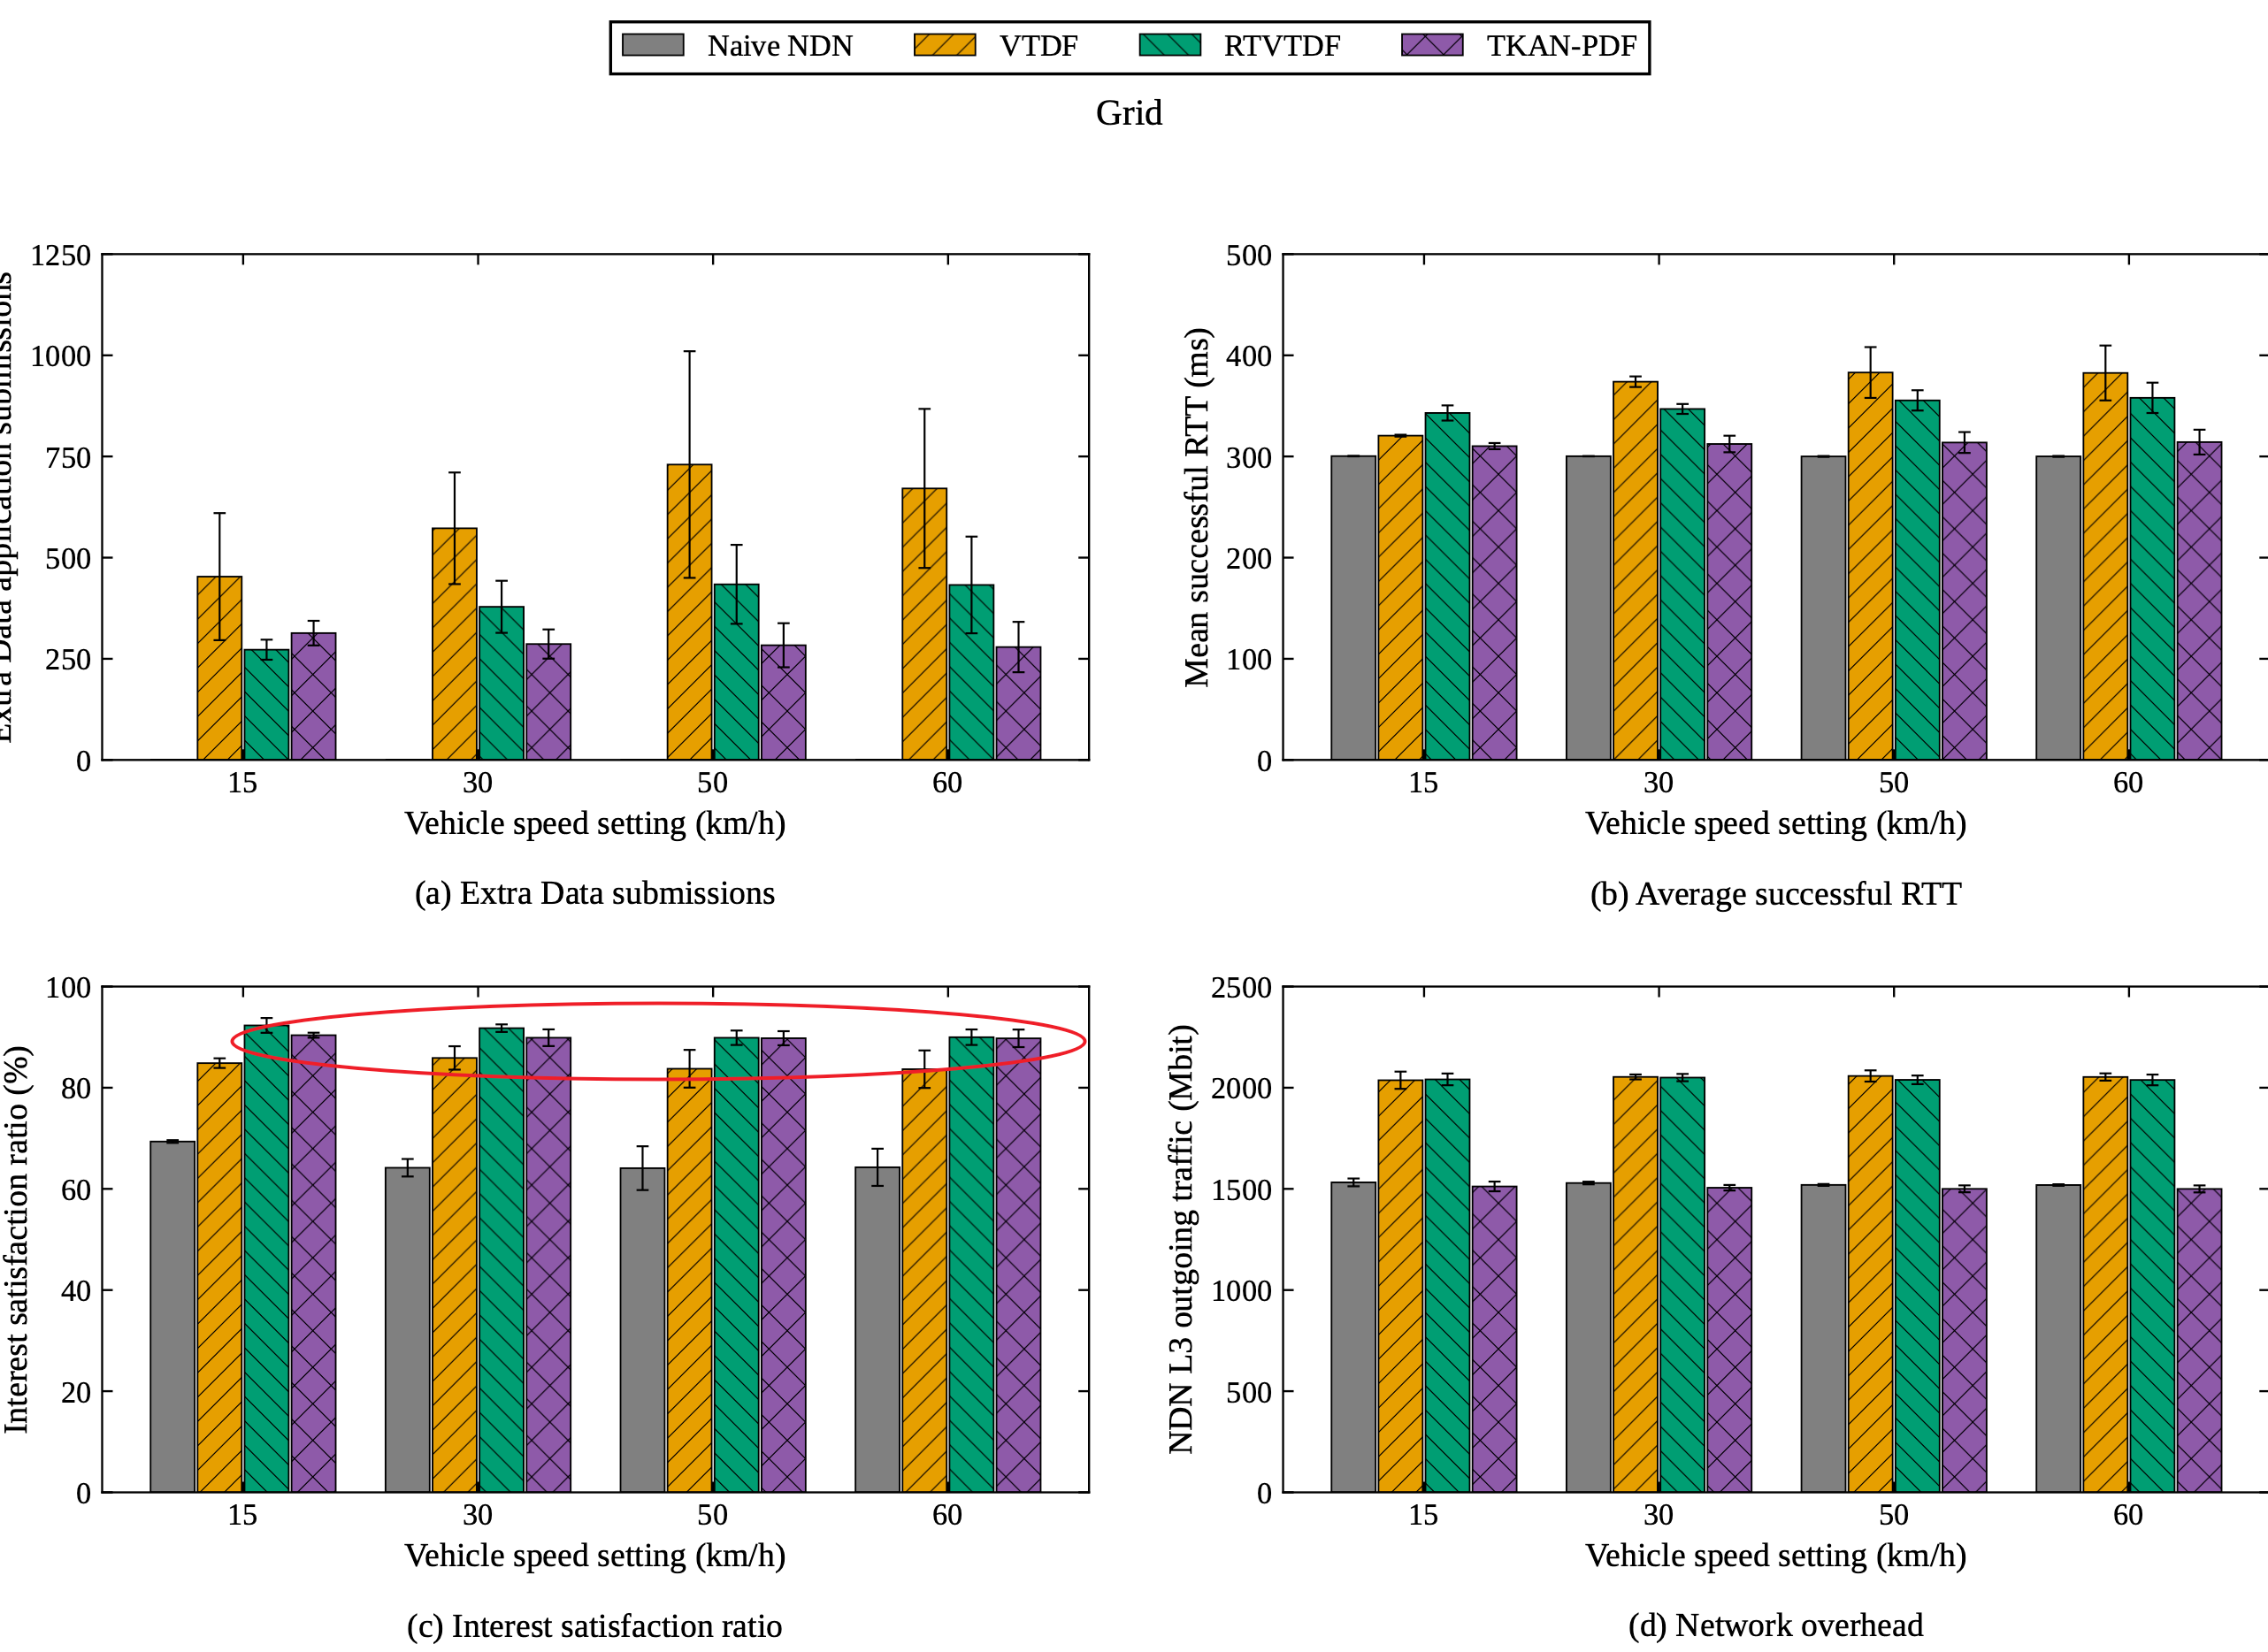 Naive NDN VTDF RTVTDF TKAN-PDF
Grid
Extra Data application submissions
1250
1000
750
500
250
0
15 30 50 60
Vehicle speed setting (km/h)
(a) Extra Data submissions
Mean successful RTT (ms)
500
400
300
200
100
0
15 30 50 60
Vehicle speed setting (km/h)
(b) Average successful RTT
Interest satisfaction ratio (%)
100
80
60
40
20
0
15 30 50 60
Vehicle speed setting (km/h)
(c) Interest satisfaction ratio
NDN L3 outgoing traffic (Mbit)
2500
2000
1500
1000
500
0
15 30 50 60
Vehicle speed setting (km/h)
(d) Network overhead